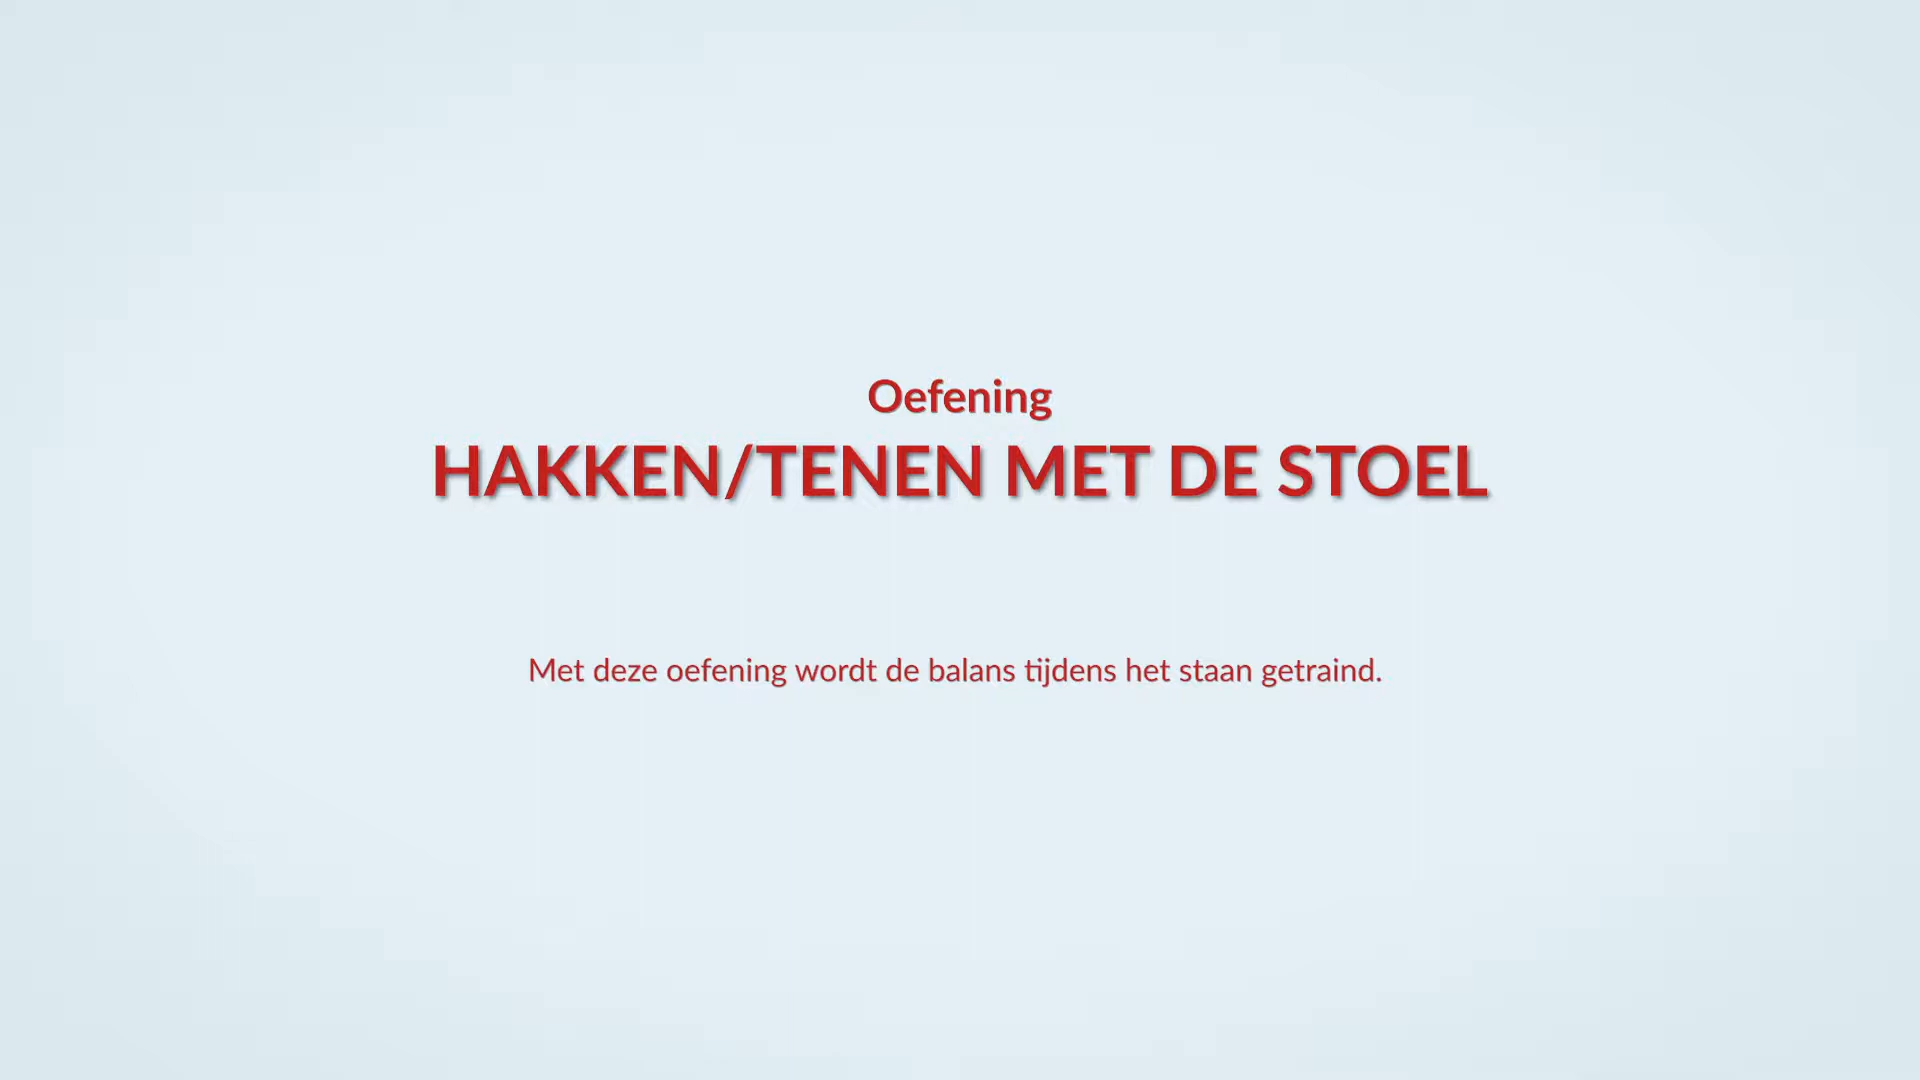 Oefening
HAKKEN/TENEN MET DE STOEL
Met deze oefening wordt de balans tijdens het staan getraind.